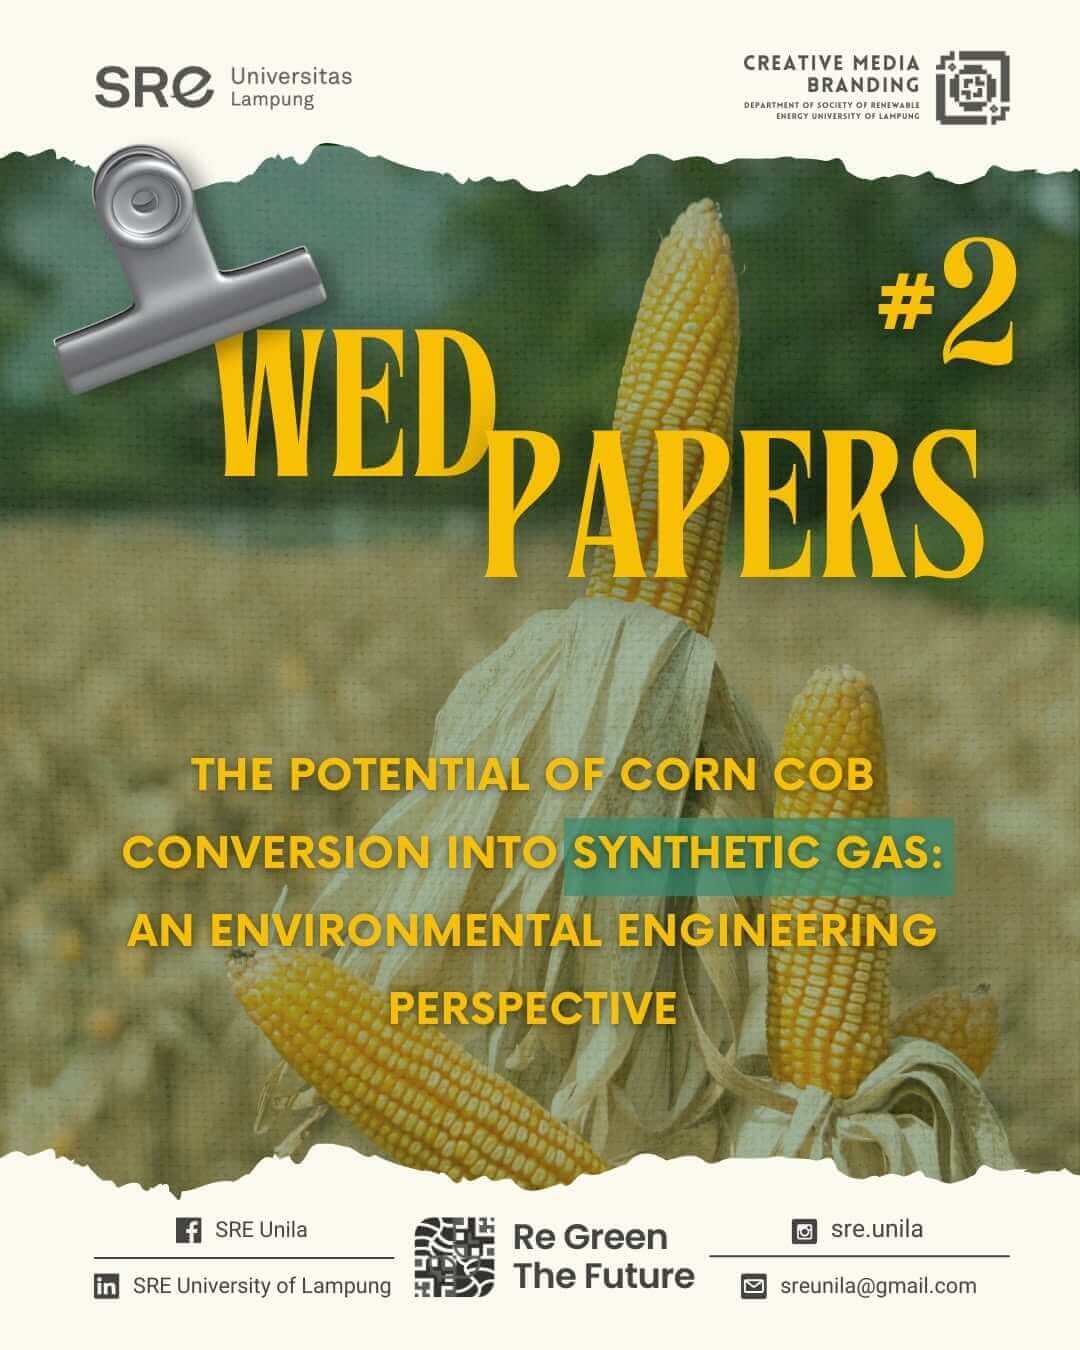 SRE Universitas
Lampung
CREATIVE MEDIA
BRANDING
DEPARTMENT OF SOCIETY OF RENEWABLE
ENERGY UNIVERSITY OF LAMPUNG
#2
WED
PAPERS
THE POTENTIAL OF CORN COB
CONVERSION INTO SYNTHETIC GAS:
AN ENVIRONMENTAL ENGINEERING
PERSPECTIVE
SRE Unila
SRE University of Lampung
Re Green
The Future
sre.unila
sreunila@gmail.com